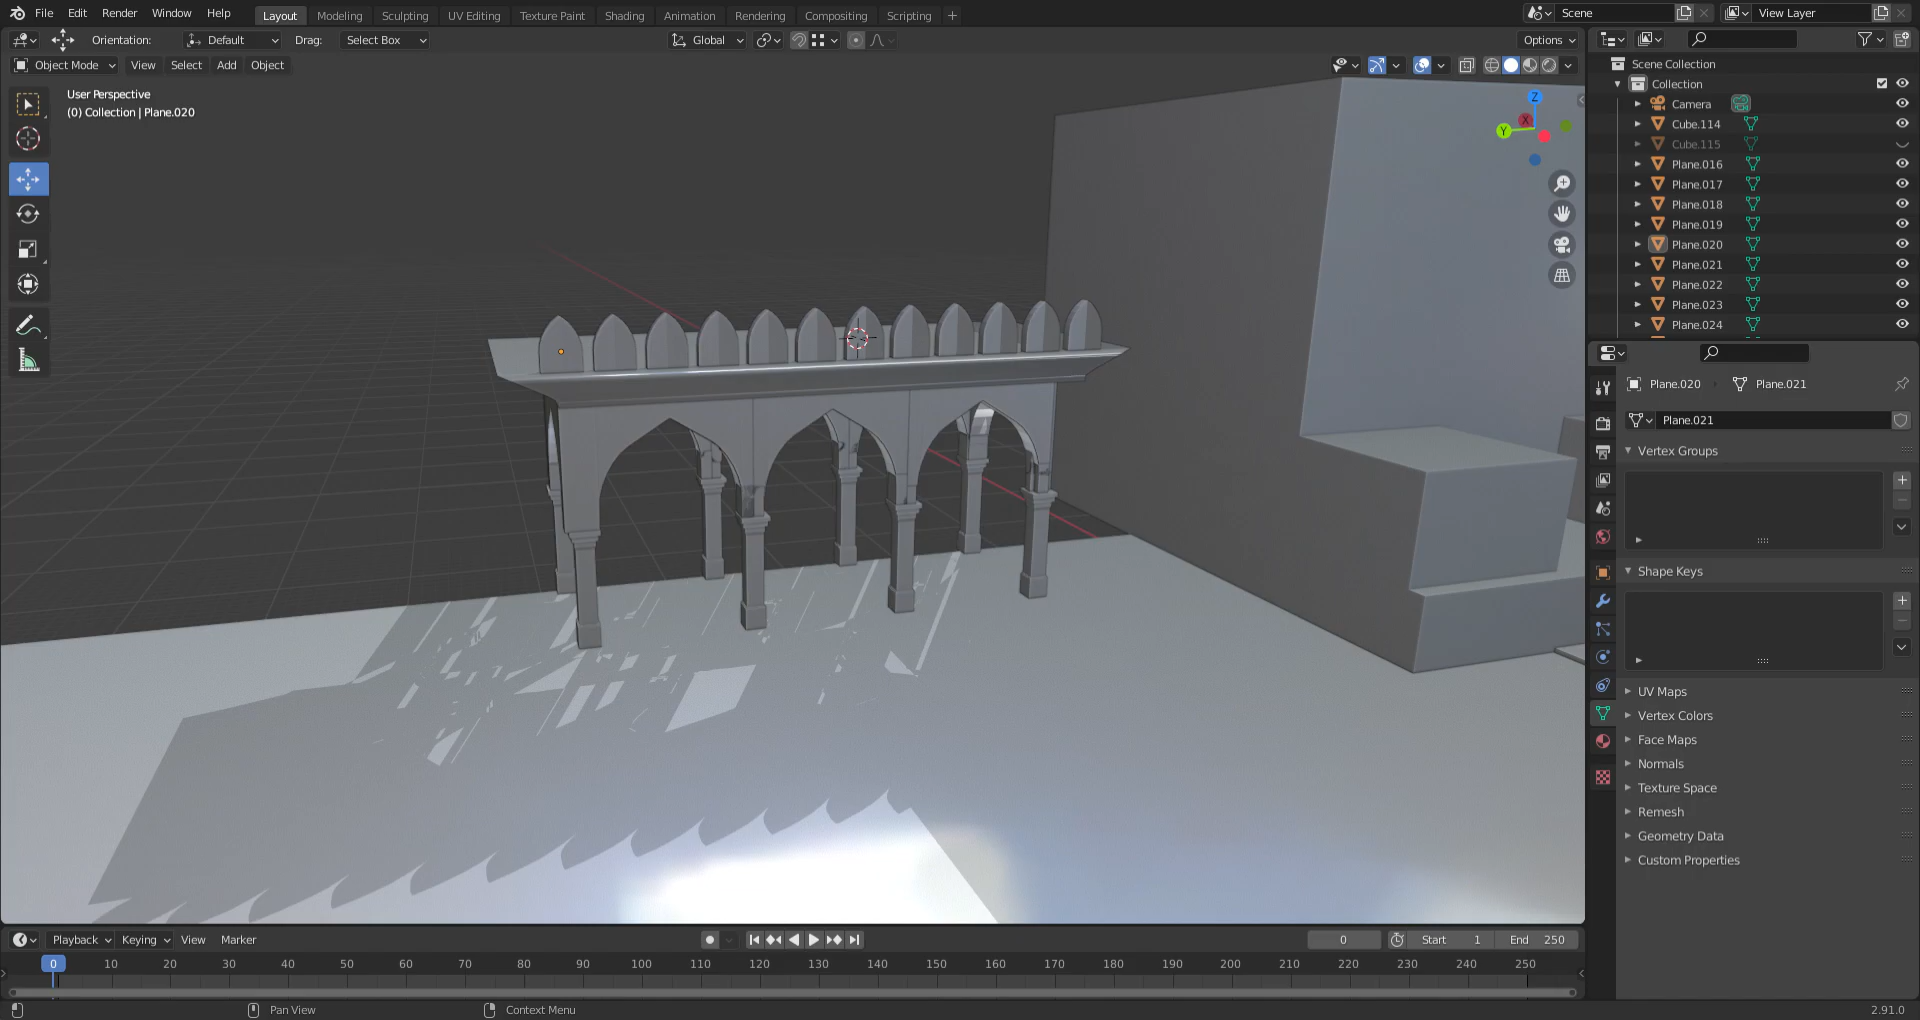 File Edit Render Window Help Layout Modeling Sculpting UV Editing Texture Paint Shading Animation Rendering Compositing Scripting + Scene View Layer
Orientation: Default Drag: Select Box Global Options
Object Mode View Select Add Object
User Perspective
(0) Collection | Plane.020
Z
X
Y
Scene Collection
Collection
Camera
Cube.114
Cube.115
Plane.016
Plane.017
Plane.018
Plane.019
Plane.020
Plane.021
Plane.022
Plane.023
Plane.024
Plane.020 Plane.021
Plane.021
Vertex Groups
Shape Keys
UV Maps
Vertex Colors
Face Maps
Normals
Texture Space
Remesh
Geometry Data
Custom Properties
Playback Keying View Marker 0 Start 1 End 250
0 10 20 30 40 50 60 70 80 90 100 110 120 130 140 150 160 170 180 190 200 210 220 230 240 250
Pan View Context Menu 2.91.0